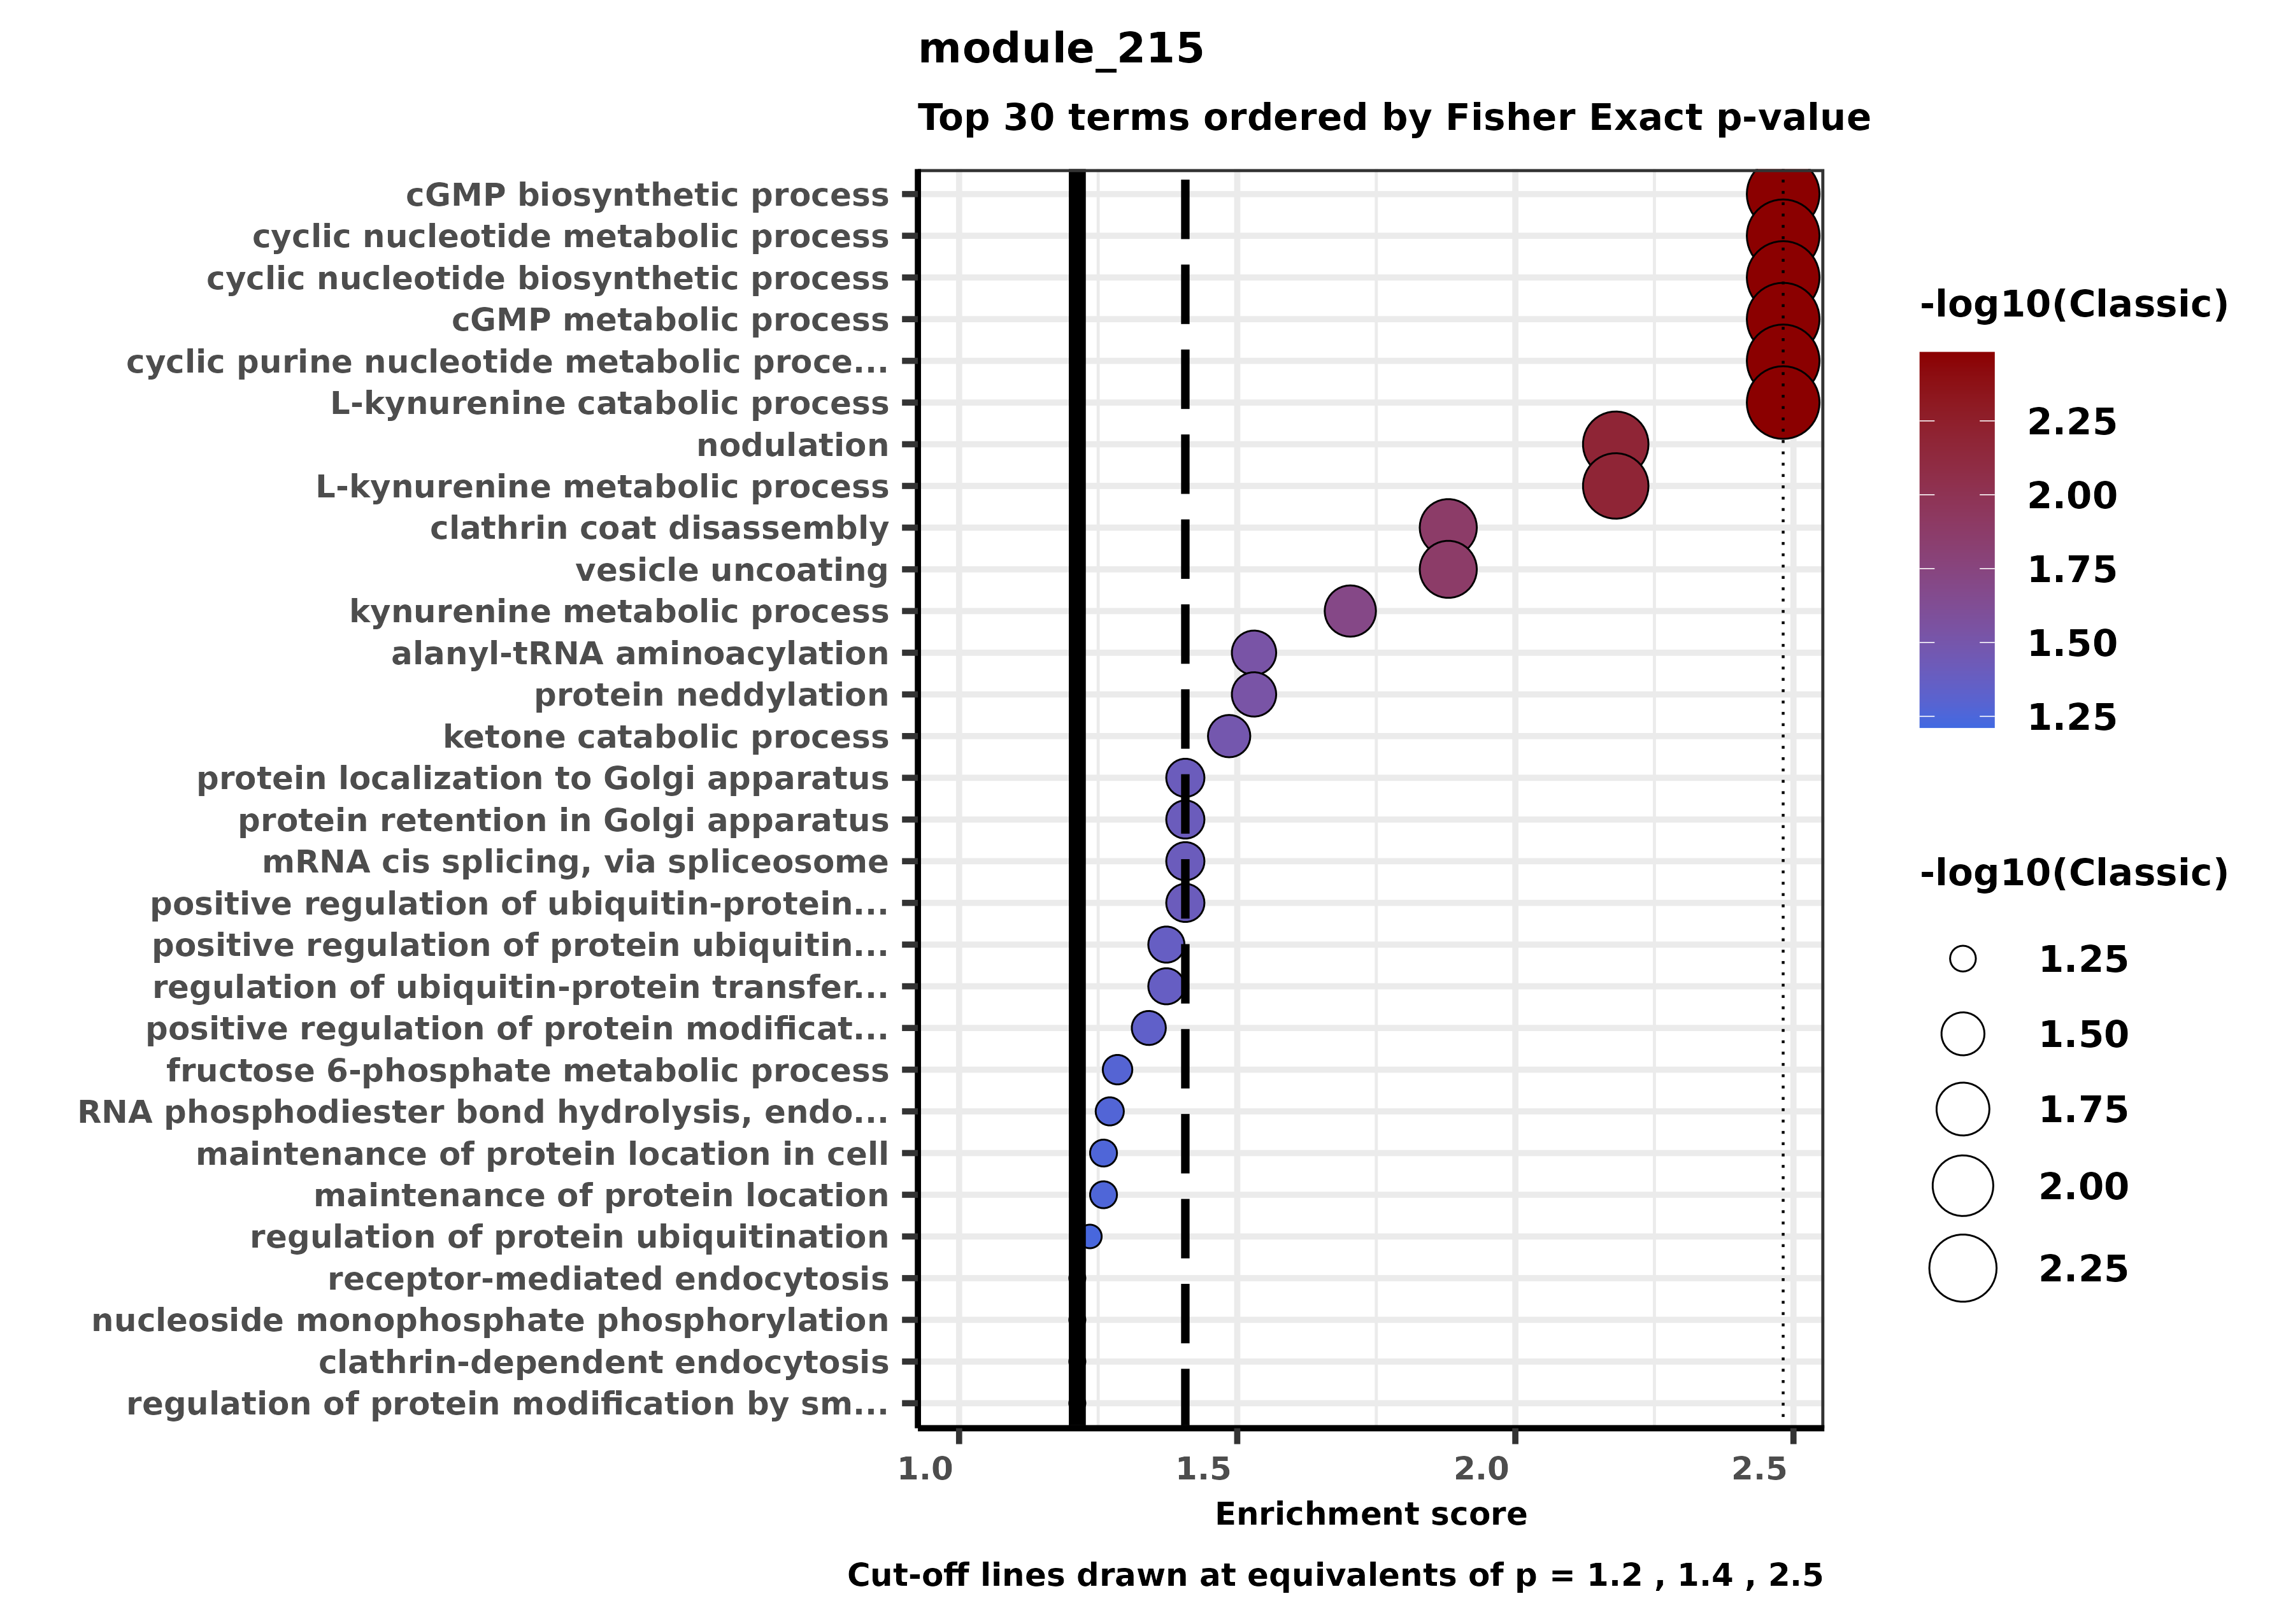 module_215
Top 30 terms ordered by Fisher Exact p-value
cGMP biosynthetic process
cyclic nucleotide metabolic process
cyclic nucleotide biosynthetic process
cGMP metabolic process
cyclic purine nucleotide metabolic proce...
L-kynurenine catabolic process
nodulation
L-kynurenine metabolic process
clathrin coat disassembly
vesicle uncoating
kynurenine metabolic process
alanyl-tRNA aminoacylation
protein neddylation
ketone catabolic process
protein localization to Golgi apparatus
protein retention in Golgi apparatus
mRNA cis splicing, via spliceosome
positive regulation of ubiquitin-protein...
positive regulation of protein ubiquitin...
regulation of ubiquitin-protein transfer...
positive regulation of protein modificat...
fructose 6-phosphate metabolic process
RNA phosphodiester bond hydrolysis, endo...
maintenance of protein location in cell
maintenance of protein location
regulation of protein ubiquitination
receptor-mediated endocytosis
nucleoside monophosphate phosphorylation
clathrin-dependent endocytosis
regulation of protein modification by sm...
1.0 1.5 2.0 2.5
Enrichment score
Cut-off lines drawn at equivalents of p = 1.2 , 1.4 , 2.5
-log10(Classic)
2.25
2.00
1.75
1.50
1.25
-log10(Classic)
1.25
1.50
1.75
2.00
2.25